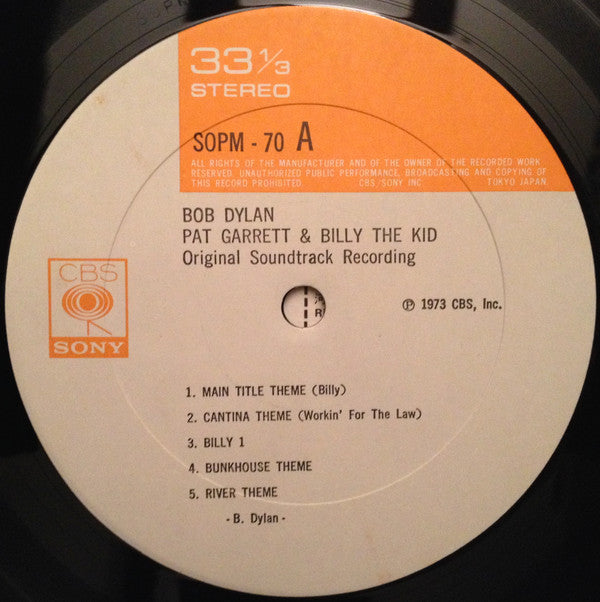 33 1/3
STEREO
SOPM - 70 A
ALL RIGHTS OF THE MANUFACTURER AND OF THE OWNER OF THE RECORDED WORK
RESERVED. UNAUTHORIZED PUBLIC PERFORMANCE, BROADCASTING AND COPYING OF
THIS RECORD PROHIBITED. CBS/SONY INC. TOKYO JAPAN
BOB DYLAN
PAT GARRETT & BILLY THE KID
Original Soundtrack Recording
CBS
SONY
R
℗ 1973 CBS, Inc.
1. MAIN TITLE THEME (Billy)
2. CANTINA THEME (Workin' For The Law)
3. BILLY 1
4. BUNKHOUSE THEME
5. RIVER THEME
- B. Dylan -